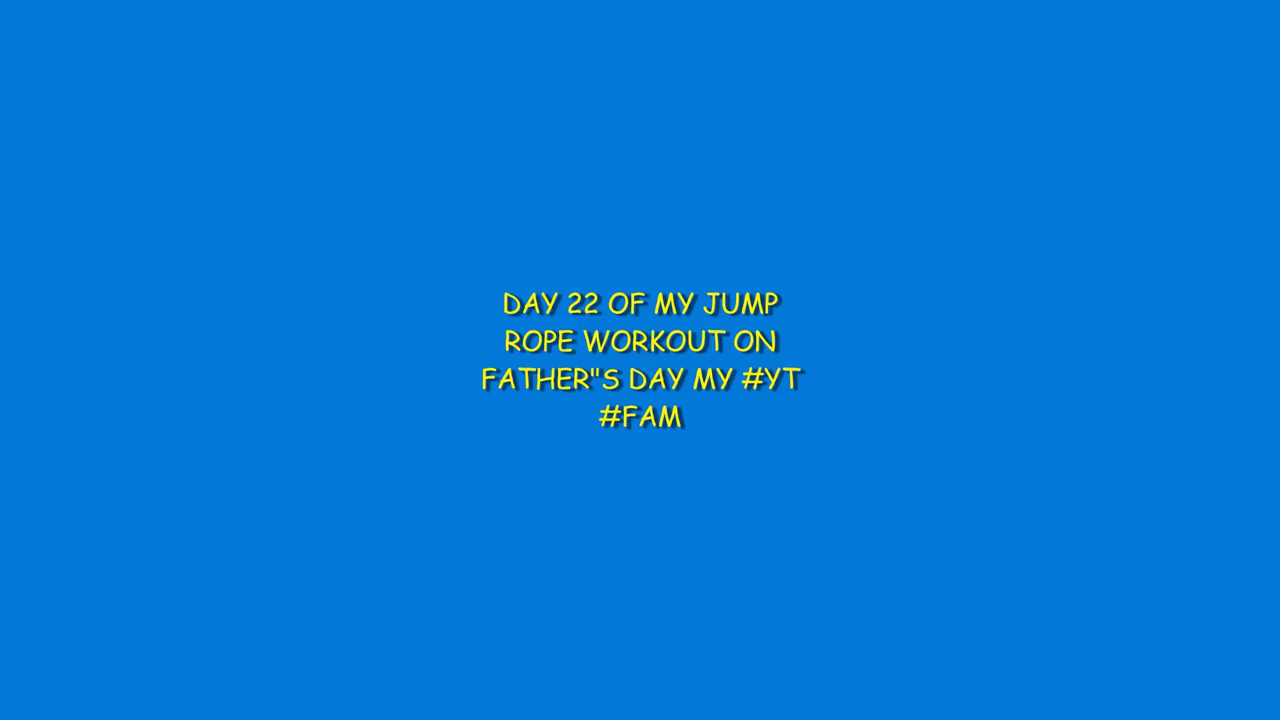 DAY 22 OF MY JUMP
ROPE WORKOUT ON
FATHER"S DAY MY #YT
#FAM